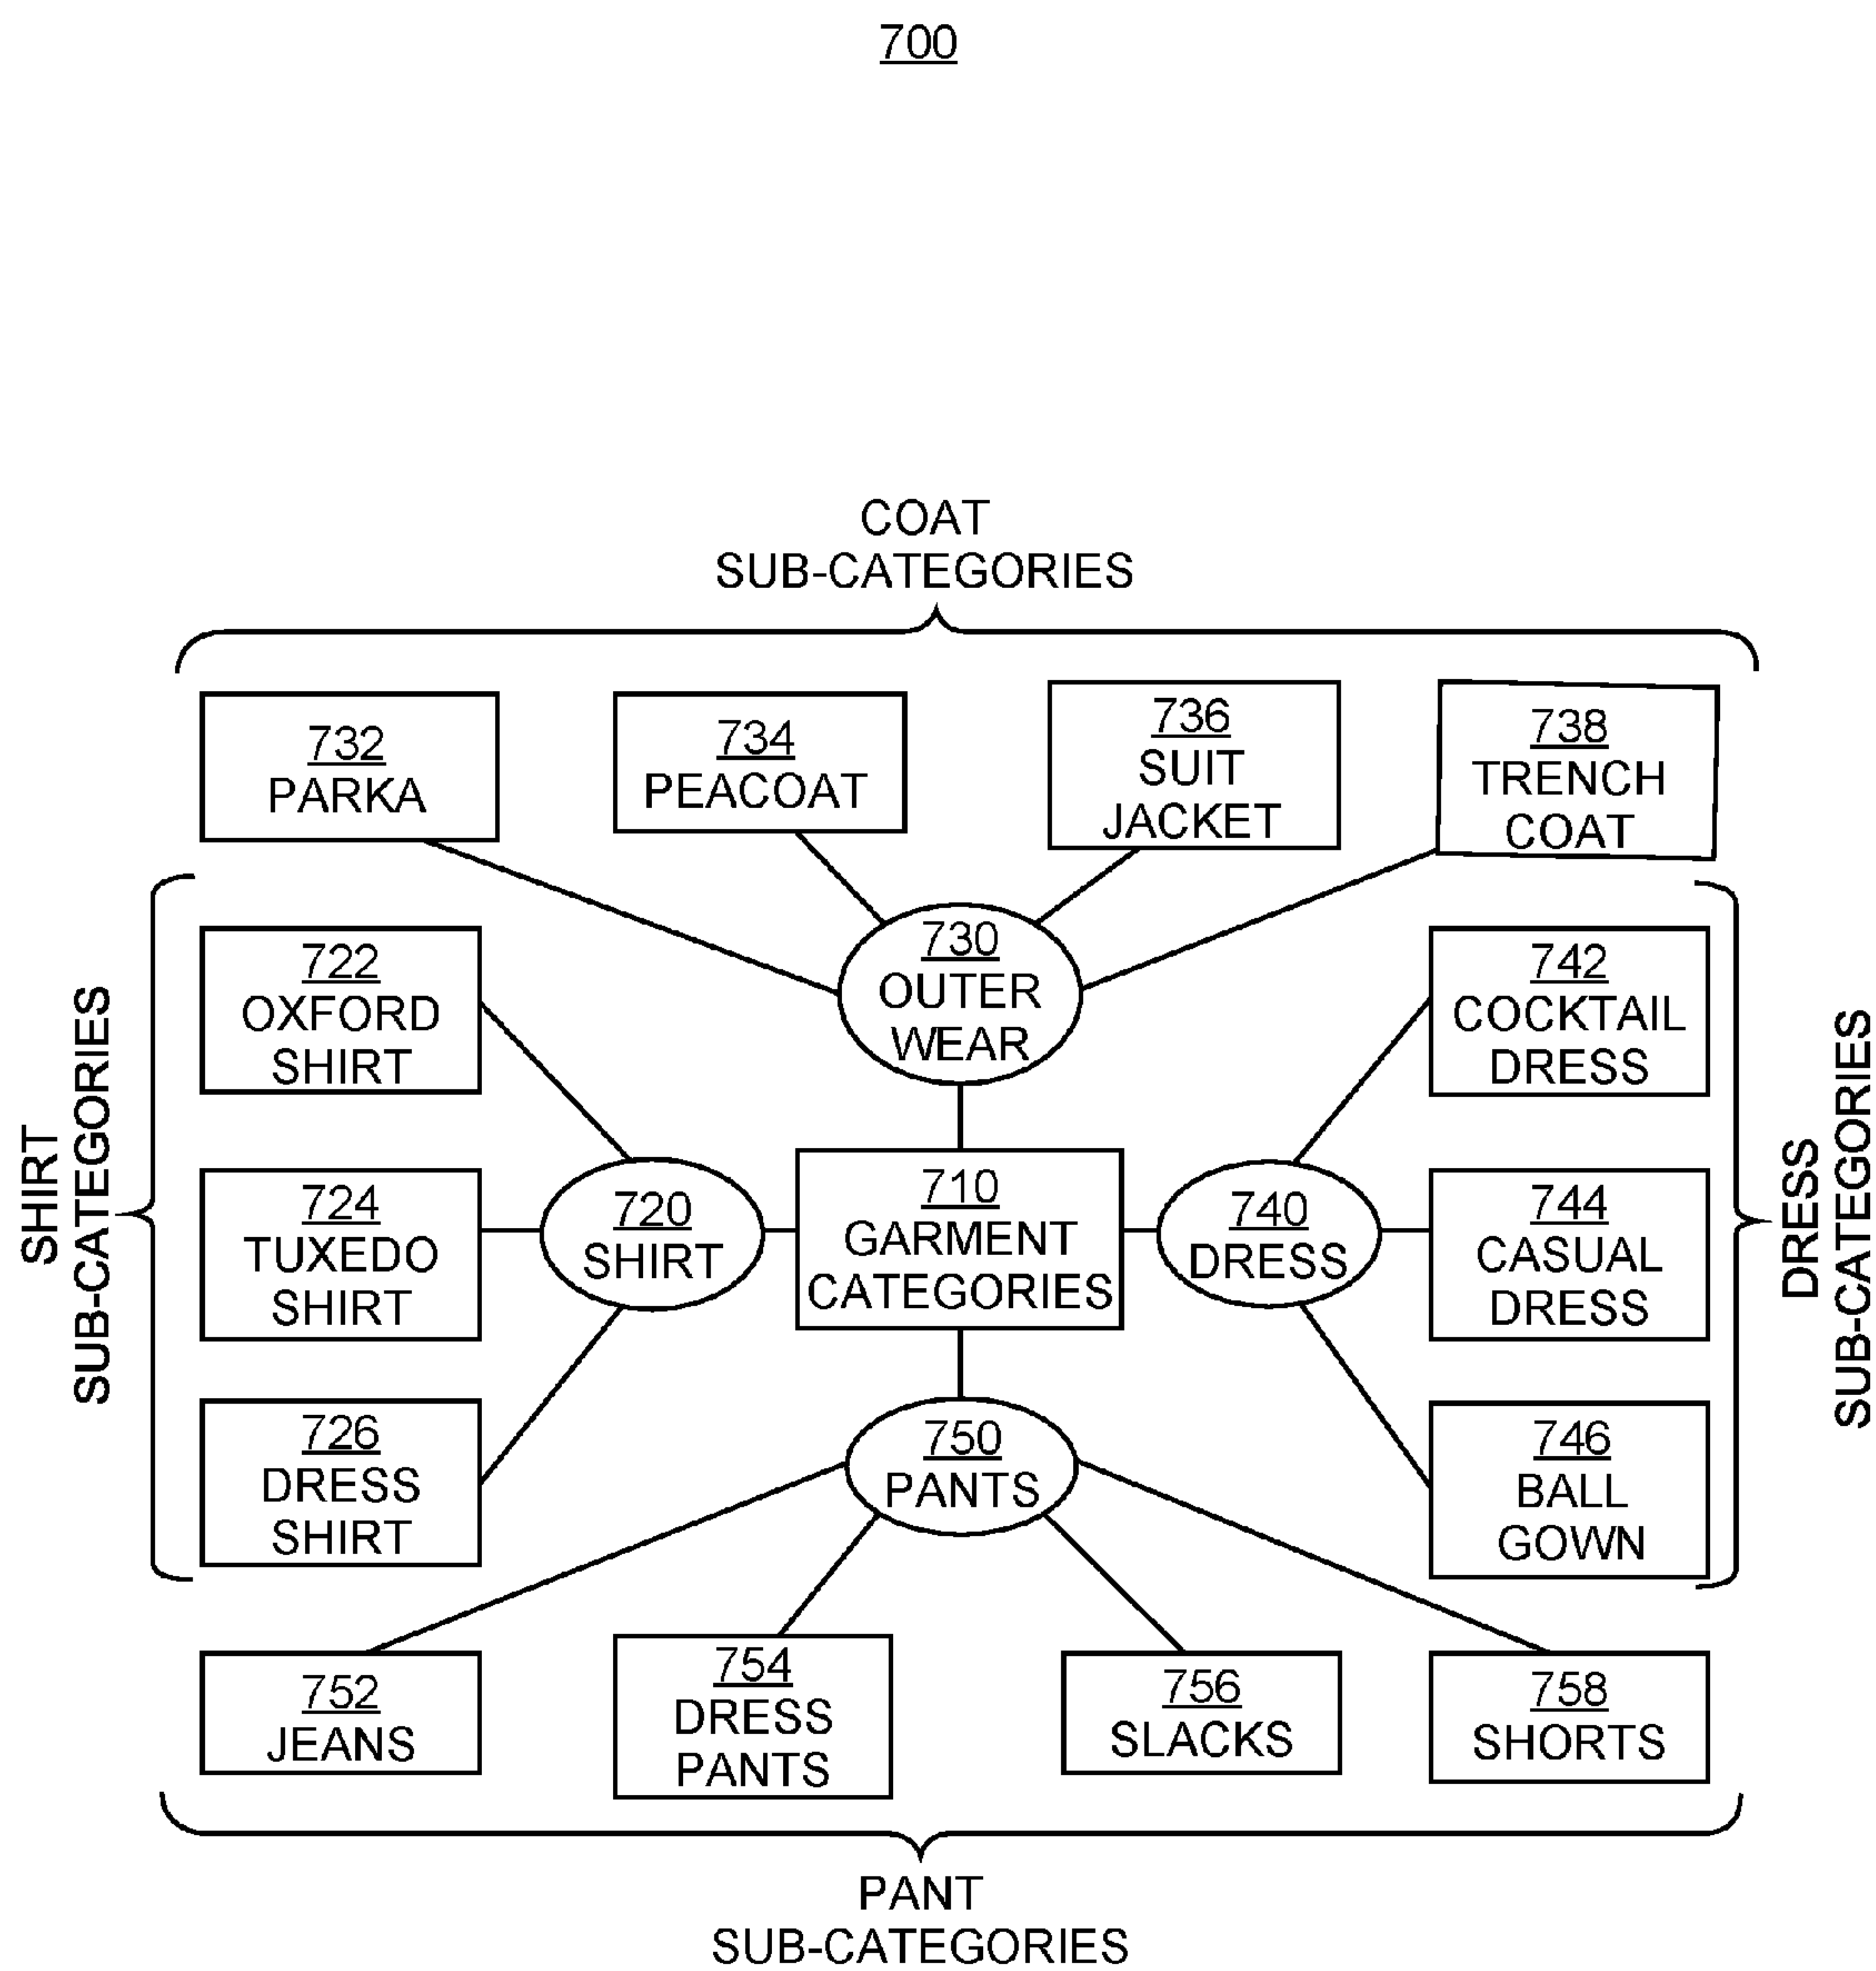 700
COAT
SUB-CATEGORIES
732
PARKA
734
PEACOAT
736
SUIT
JACKET
738
TRENCH
COAT
SHIRT
SUB-CATEGORIES
722
OXFORD
SHIRT
724
TUXEDO
SHIRT
726
DRESS
SHIRT
730
OUTER
WEAR
720
SHIRT
710
GARMENT
CATEGORIES
740
DRESS
750
PANTS
742
COCKTAIL
DRESS
744
CASUAL
DRESS
746
BALL
GOWN
DRESS
SUB-CATEGORIES
752
JEANS
754
DRESS
PANTS
756
SLACKS
758
SHORTS
PANT
SUB-CATEGORIES